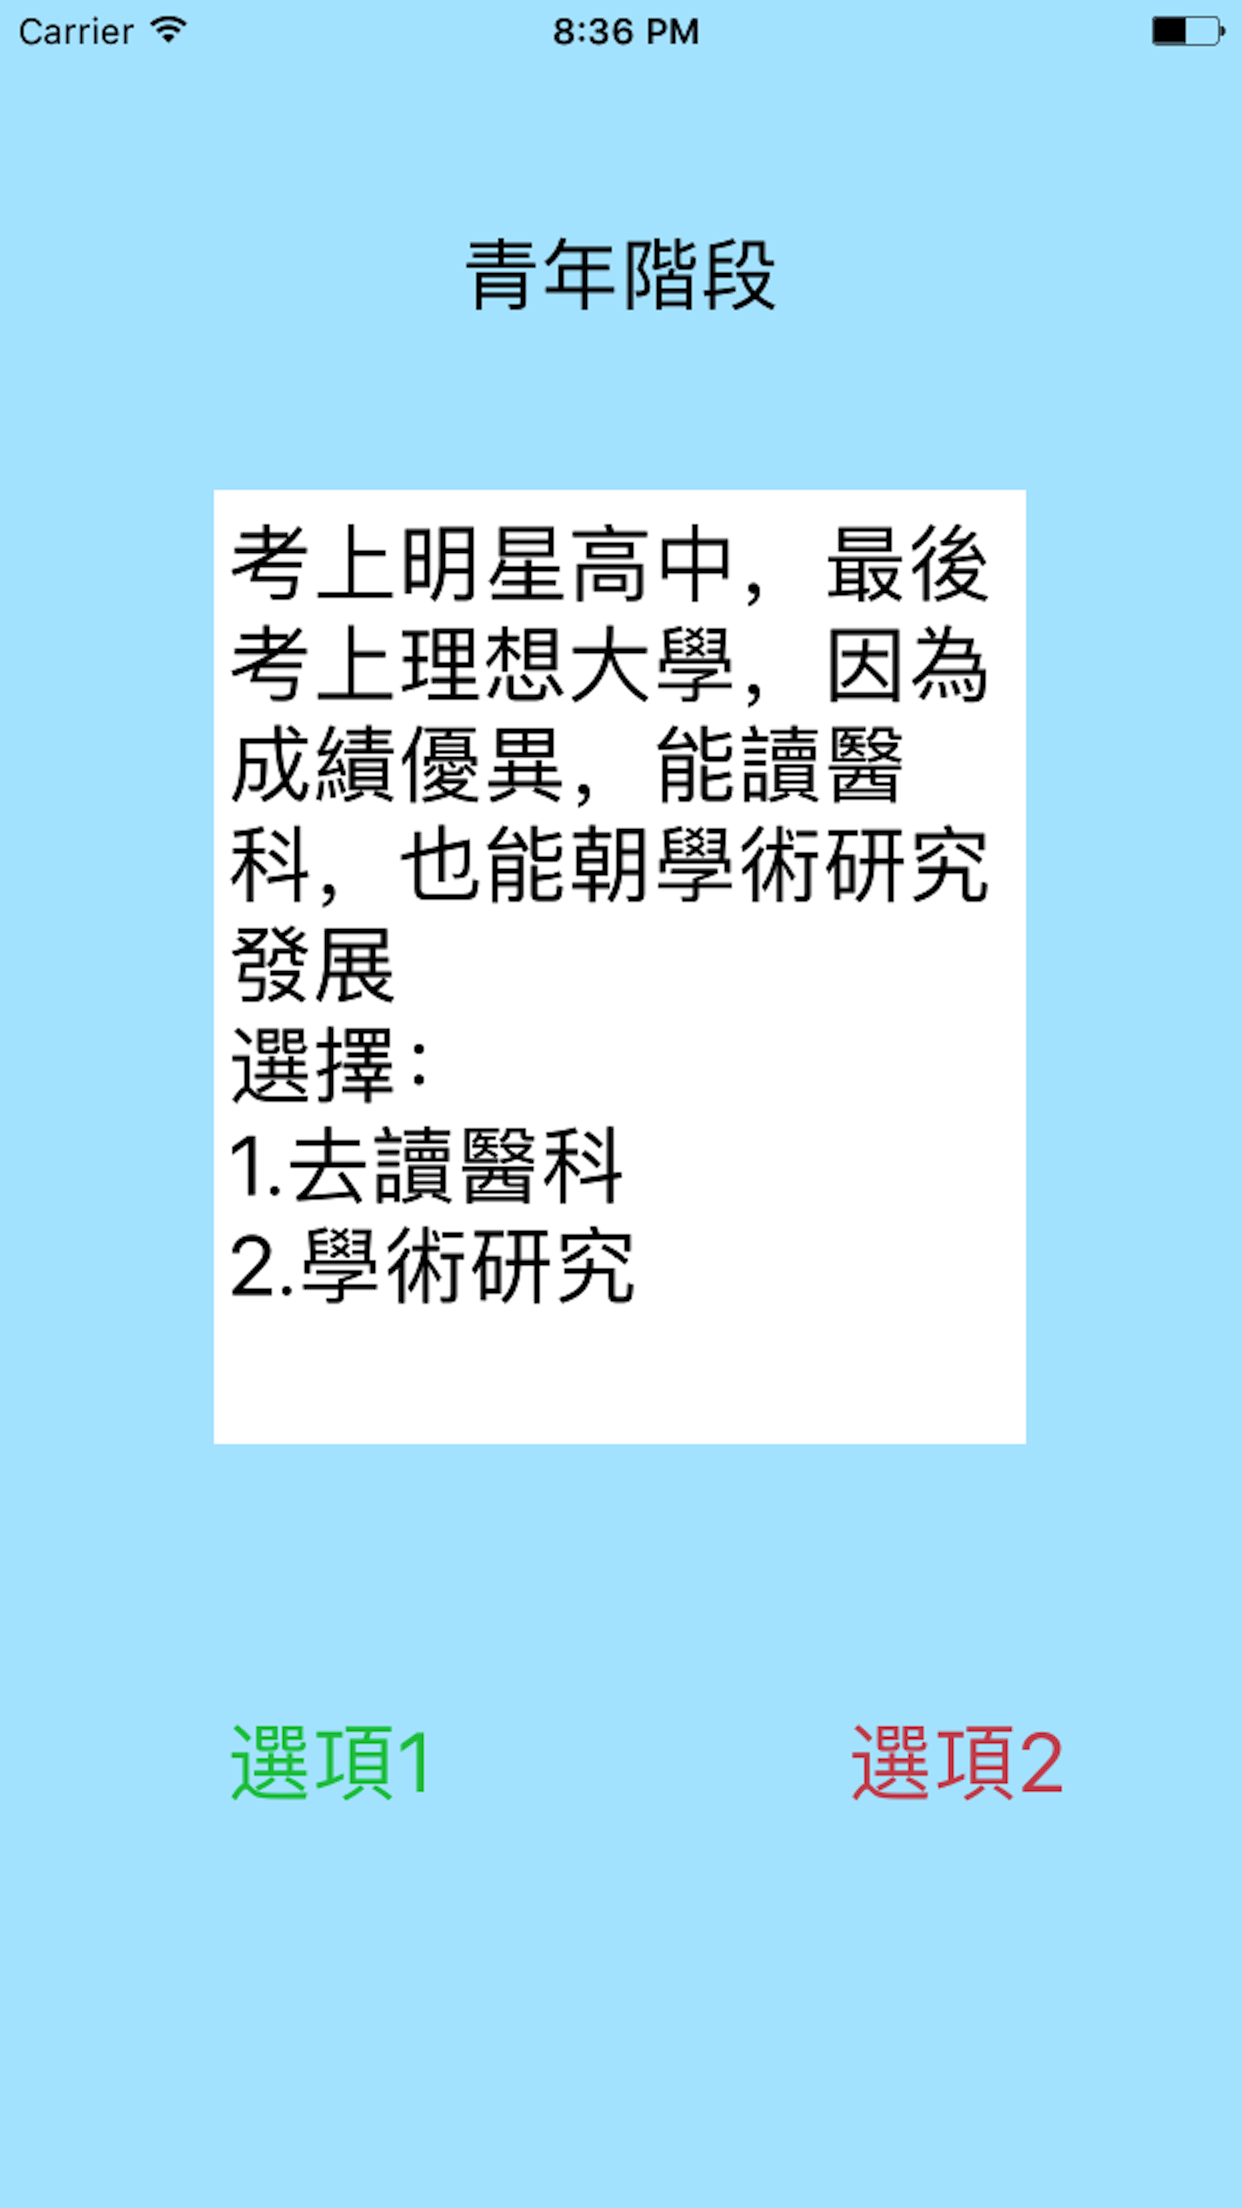 Carrier 8:36 PM
青年階段
考上明星高中，最後
考上理想大學，因為
成績優異，能讀醫
科，也能朝學術研究
發展
選擇：
1.去讀醫科
2.學術研究
選項1 選項2